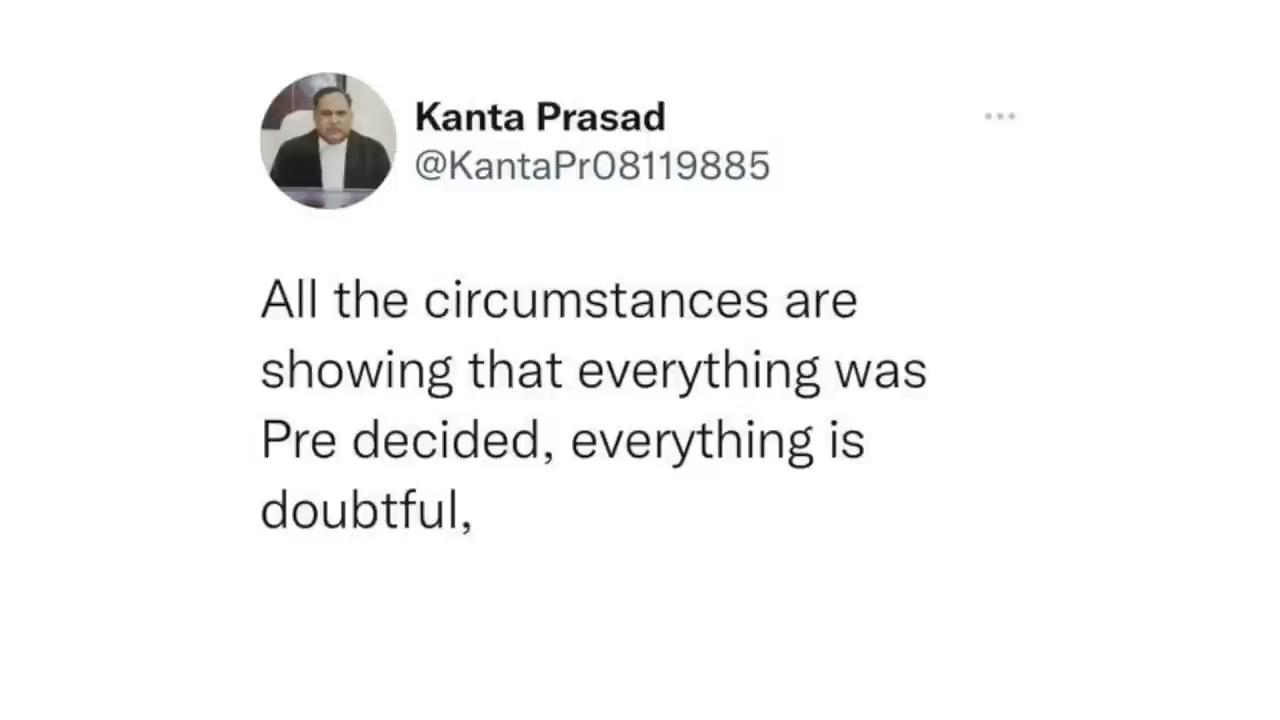 Kanta Prasad
@KantaPr08119885
All the circumstances are
showing that everything was
Pre decided, everything is
doubtful,